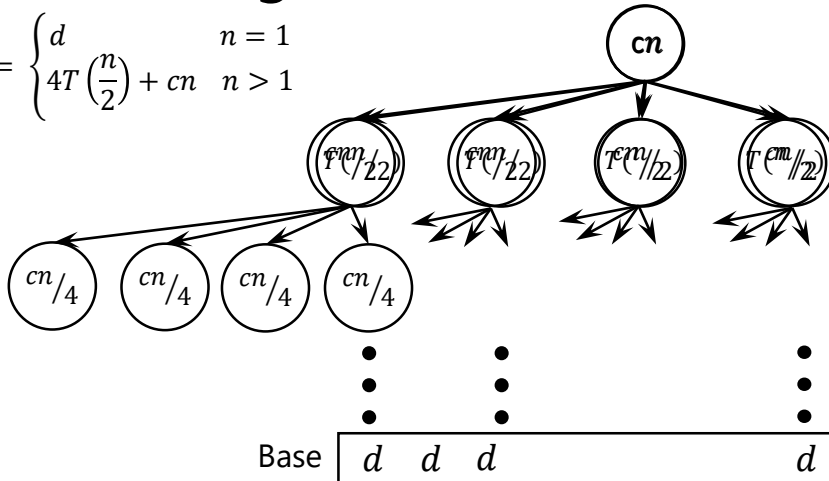 = { d n = 1
4T(n/2) + cn n > 1
cn
cn/4 cn/4 cn/4 cn/4
Base d d d d